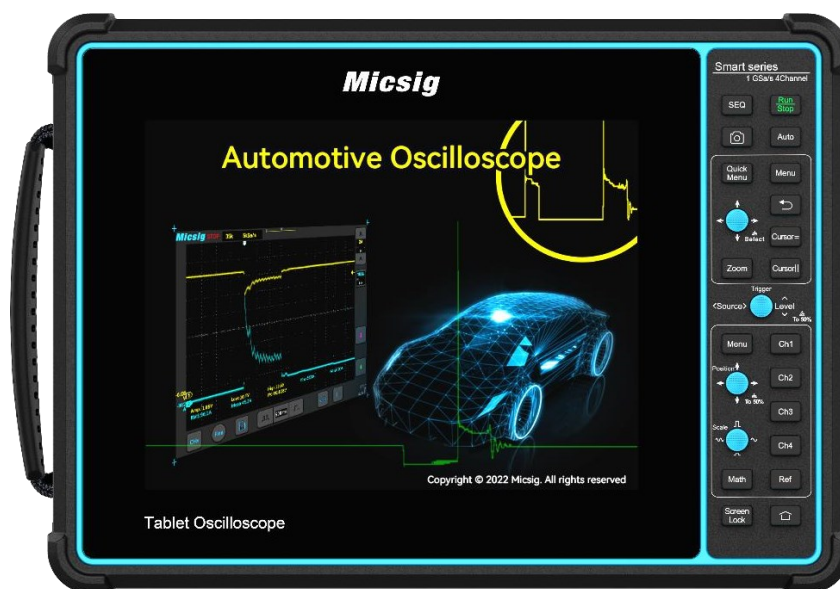 Micsig
Automotive Oscilloscope
Micsig
Copyright © 2022 Micsig. All rights reserved
Tablet Oscilloscope
Smart series
1 GSa/s 4Channel
SEQ
Run
Stop
Auto
Quick
Menu
Menu
Cursor=
Zoom
Cursor||
Trigger
<Source>
Level
To 50%
Menu
Ch1
Position
Ch2
To 50%
Ch3
Scale
Ch4
Math
Ref
Screen
Lock